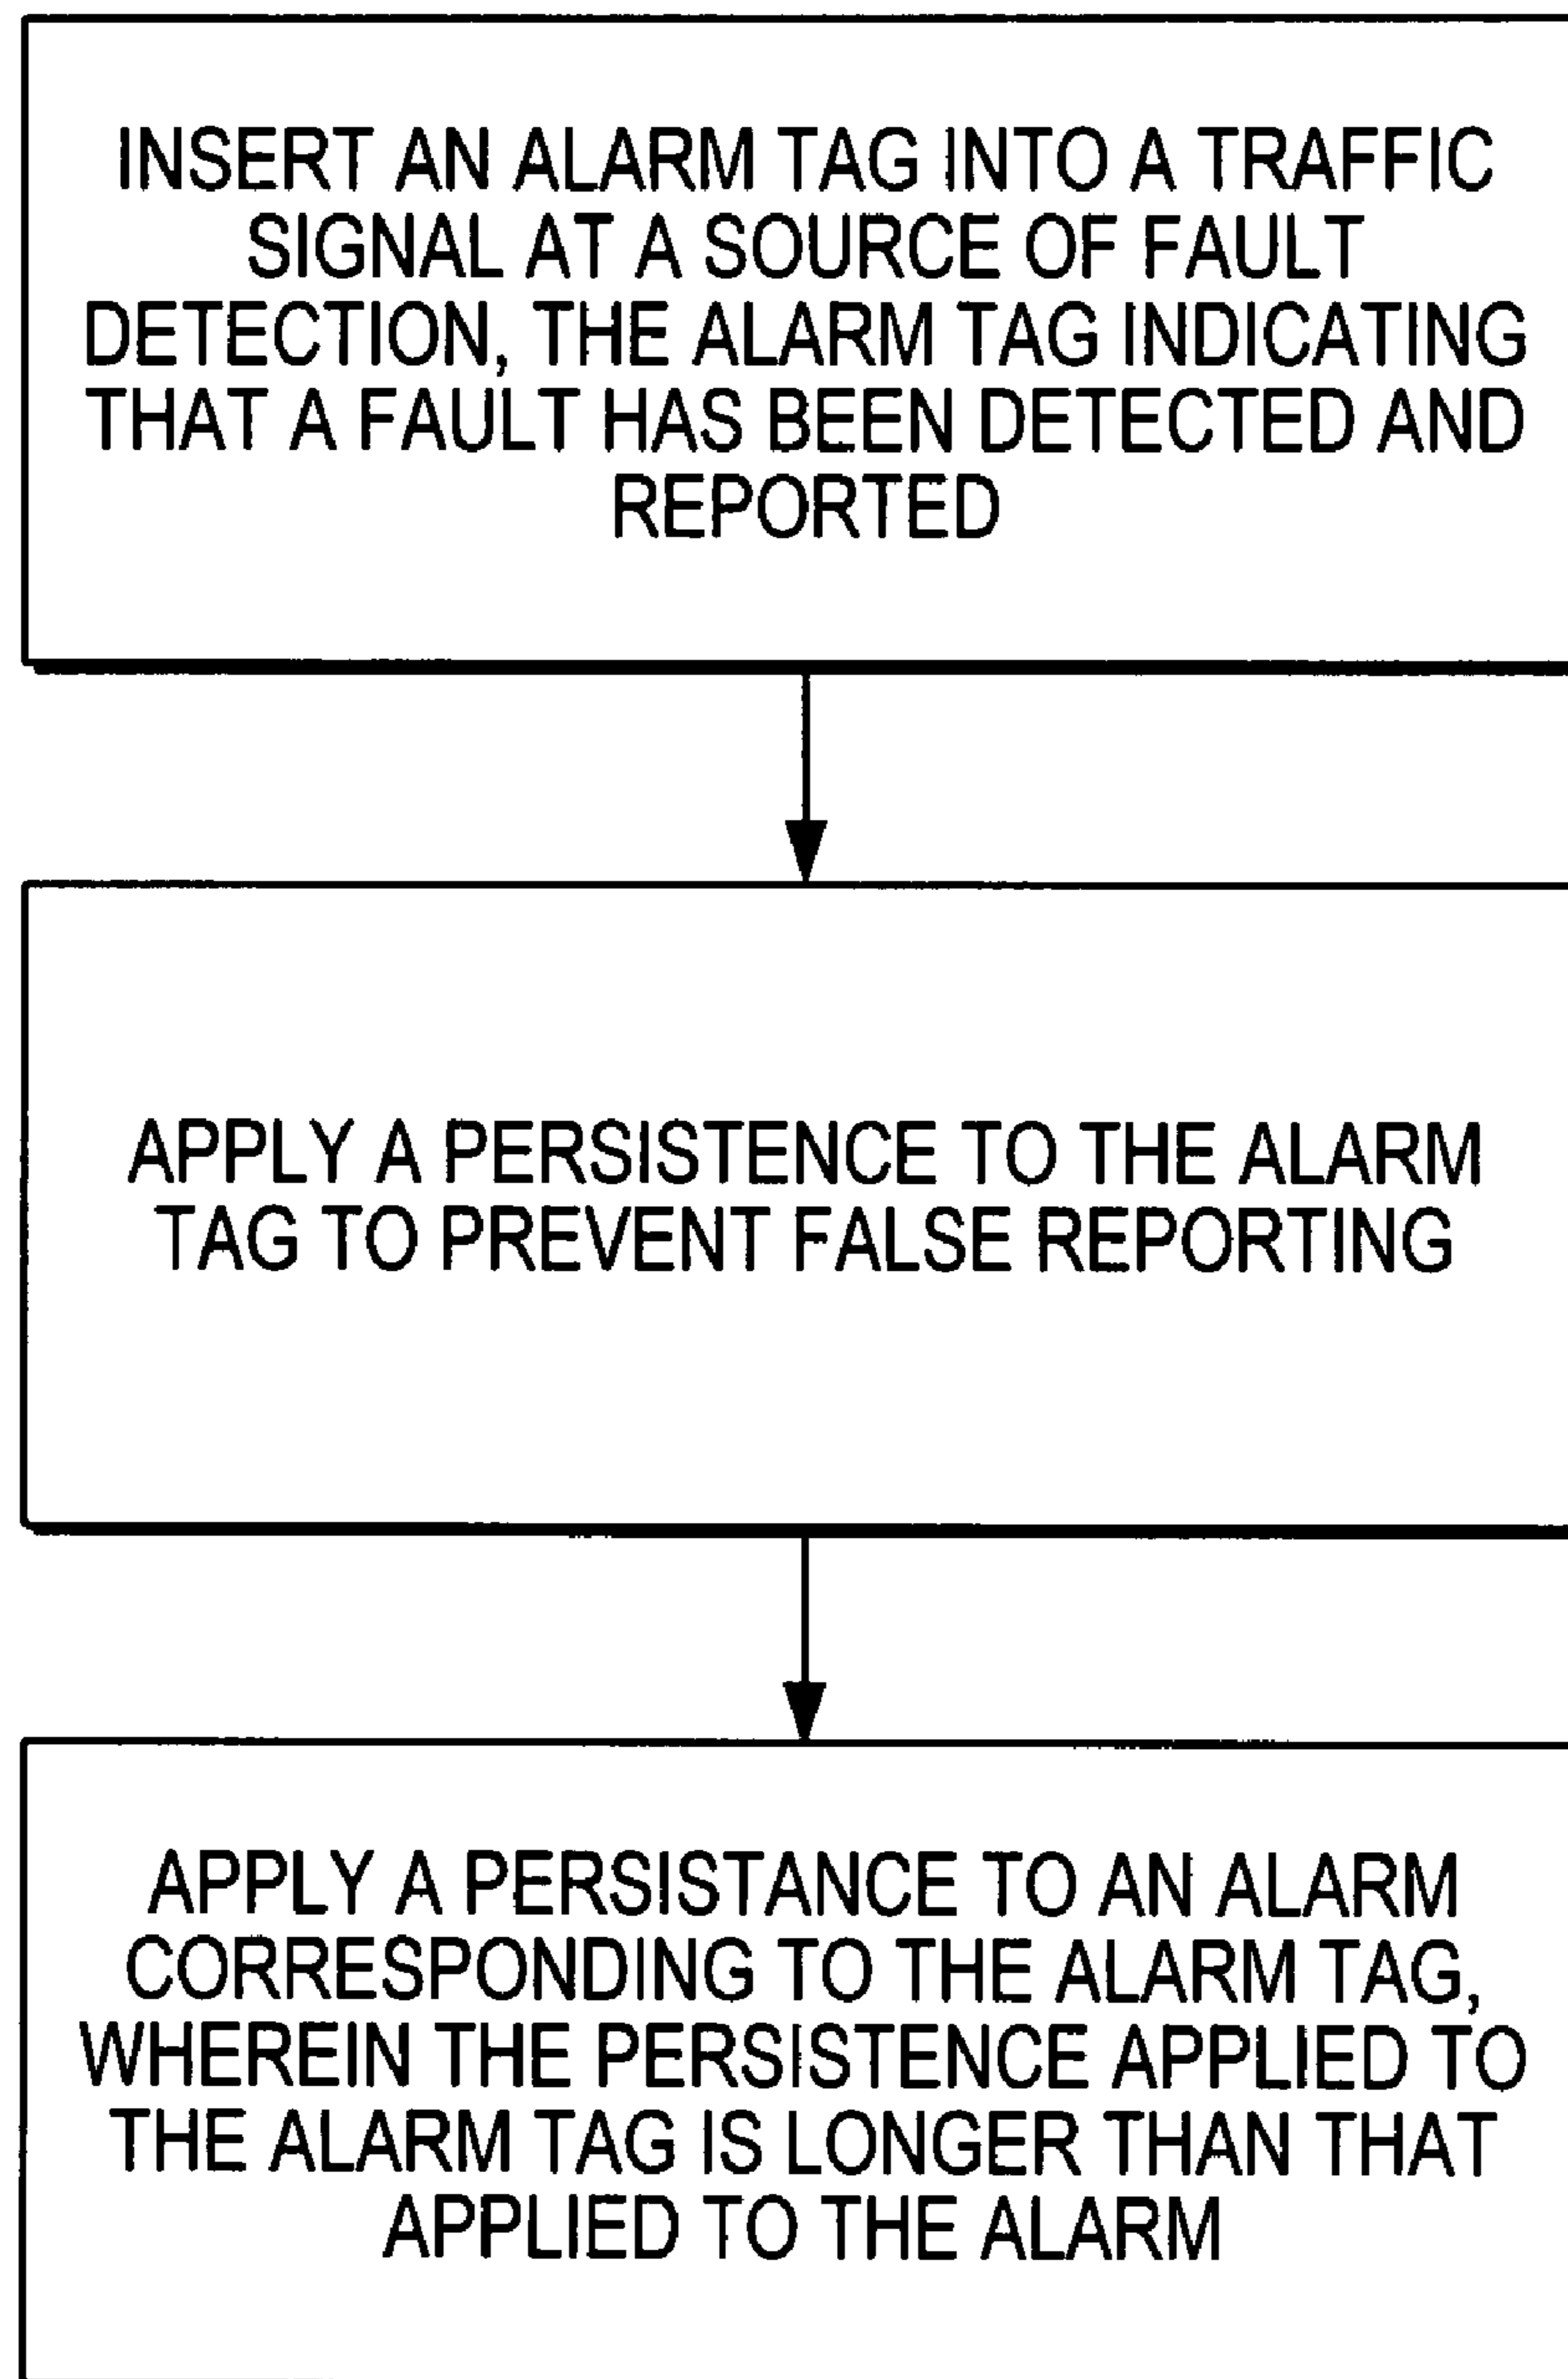 INSERT AN ALARM TAG INTO A TRAFFIC
SIGNAL AT A SOURCE OF FAULT
DETECTION, THE ALARM TAG INDICATING
THAT A FAULT HAS BEEN DETECTED AND
REPORTED
APPLY A PERSISTENCE TO THE ALARM
TAG TO PREVENT FALSE REPORTING
APPLY A PERSISTANCE TO AN ALARM
CORRESPONDING TO THE ALARM TAG,
WHEREIN THE PERSISTENCE APPLIED TO
THE ALARM TAG IS LONGER THAN THAT
APPLIED TO THE ALARM